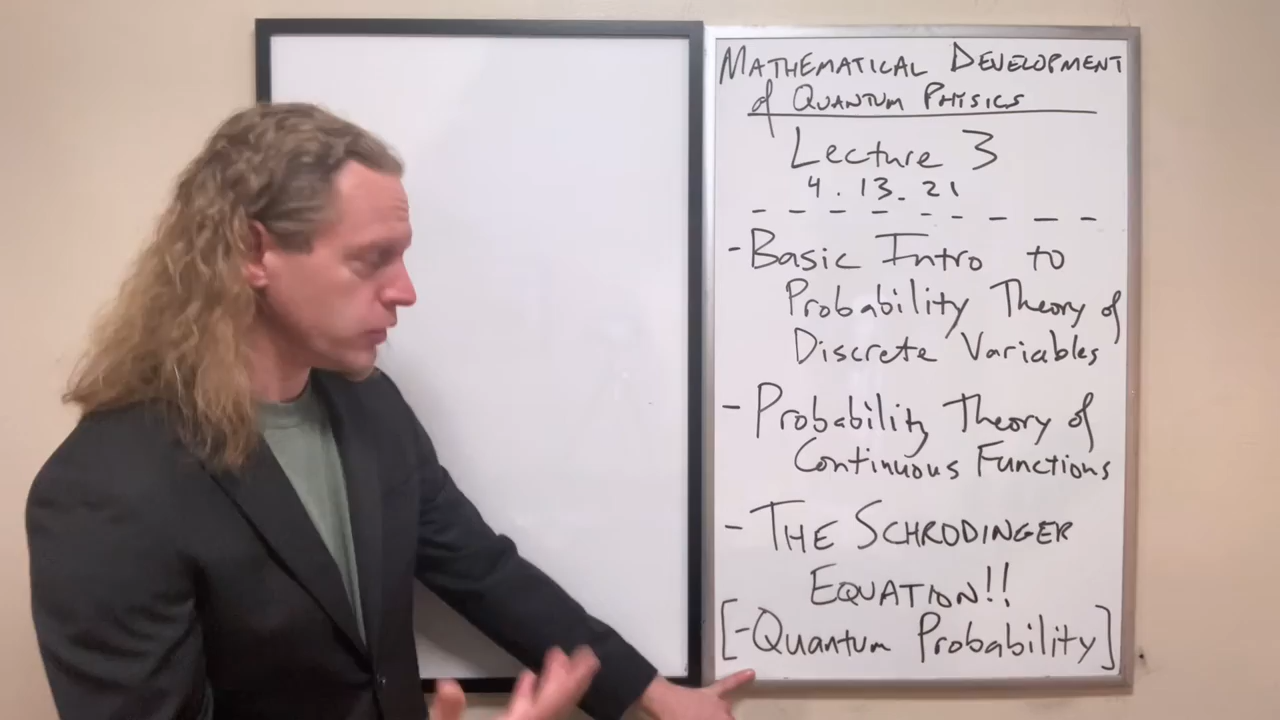 MATHEMATICAL DEVELOPMENT
of QUANTUM PHYSICS
Lecture 3
4.13.21
- Basic Intro to
Probability Theory of
Discrete Variables
- Probability Theory of
Continuous Functions
- THE SCHRODINGER
EQUATION!!
[-Quantum Probability]